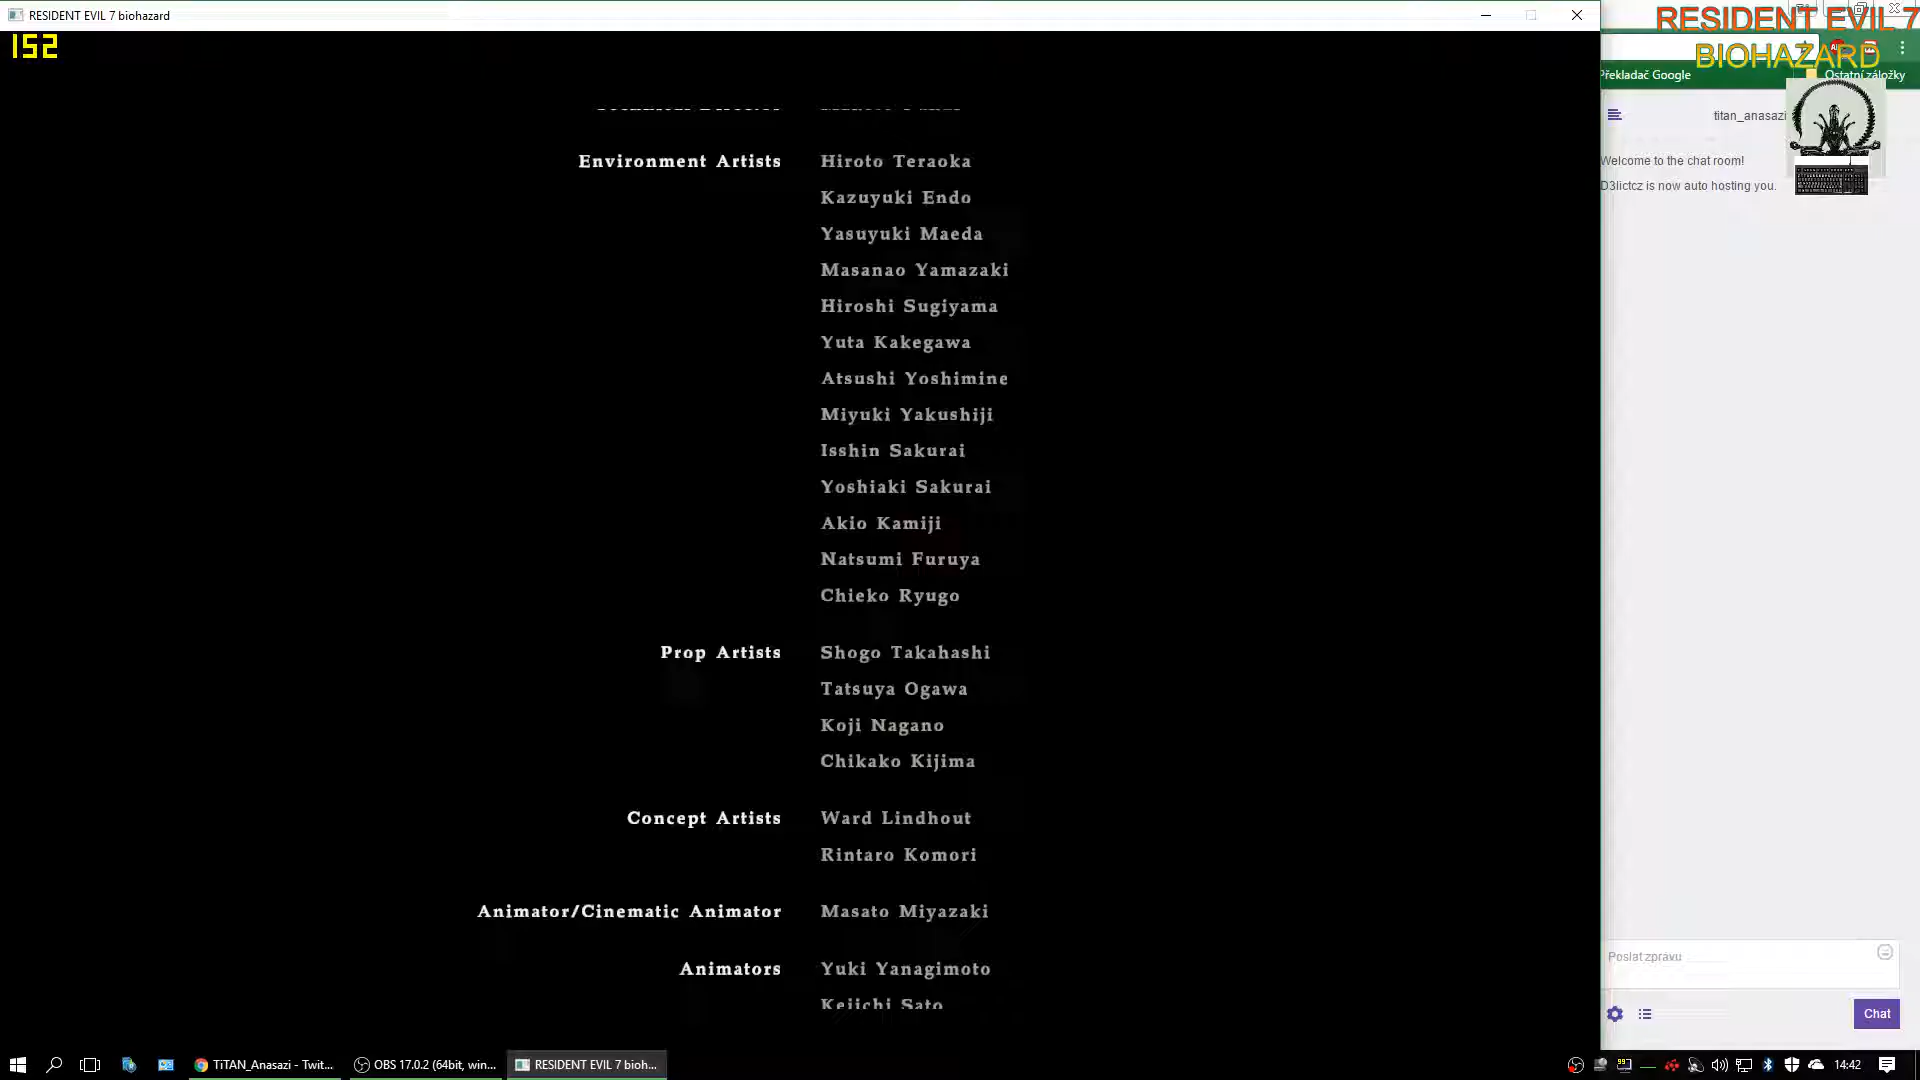 RESIDENT EVIL 7 biohazard
152
RESIDENT EVIL 7
BIOHAZARD
Překladač Google
Ostatní záložky
titan_anasazi
Welcome to the chat room!
D3lictcz is now auto hosting you.
Environment Artists Hiroto Teraoka
Kazuyuki Endo
Yasuyuki Maeda
Masanao Yamazaki
Hiroshi Sugiyama
Yuta Kakegawa
Atsushi Yoshimine
Miyuki Yakushiji
Isshin Sakurai
Yoshiaki Sakurai
Akio Kamiji
Natsumi Furuya
Chieko Ryugo
Prop Artists Shogo Takahashi
Tatsuya Ogawa
Koji Nagano
Chikako Kijima
Concept Artists Ward Lindhout
Rintaro Komori
Animator/Cinematic Animator Masato Miyazaki
Animators Yuki Yanagimoto
Keiichi Sato
Poslat zprávu
Chat
TiTAN_Anasazi - Twit...
OBS 17.0.2 (64bit, win...
RESIDENT EVIL 7 bioh...
14:42